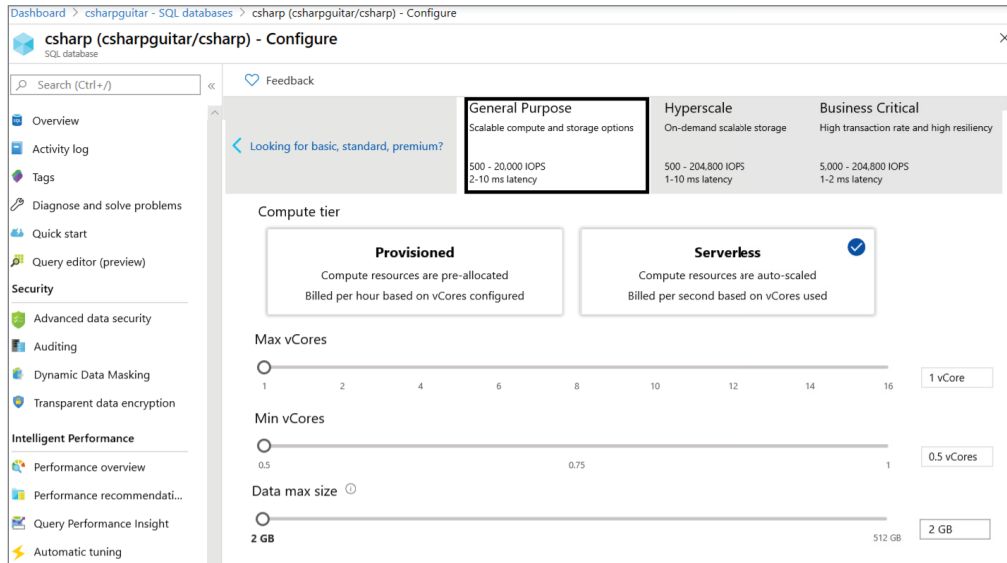 Dashboard > csharpguitar - SQL databases > csharp (csharpguitar/csharp) - Configure
csharp (csharpguitar/csharp) - Configure
SQL database
Search (Ctrl+/)
Overview
Activity log
Tags
Diagnose and solve problems
Quick start
Query editor (preview)
Security
Advanced data security
Auditing
Dynamic Data Masking
Transparent data encryption
Intelligent Performance
Performance overview
Performance recommendati...
Query Performance Insight
Automatic tuning
Feedback
Looking for basic, standard, premium?
General Purpose
Scalable compute and storage options
500 - 20,000 IOPS
2-10 ms latency
Hyperscale
On-demand scalable storage
500 - 204,800 IOPS
1-10 ms latency
Business Critical
High transaction rate and high resiliency
5,000 - 204,800 IOPS
1-2 ms latency
Compute tier
Provisioned
Compute resources are pre-allocated
Billed per hour based on vCores configured
Serverless
Compute resources are auto-scaled
Billed per second based on vCores used
Max vCores
1 2 4 6 8 10 12 14 16
1 vCore
Min vCores
0.5 0.75 1
0.5 vCores
Data max size
2 GB 512 GB
2 GB